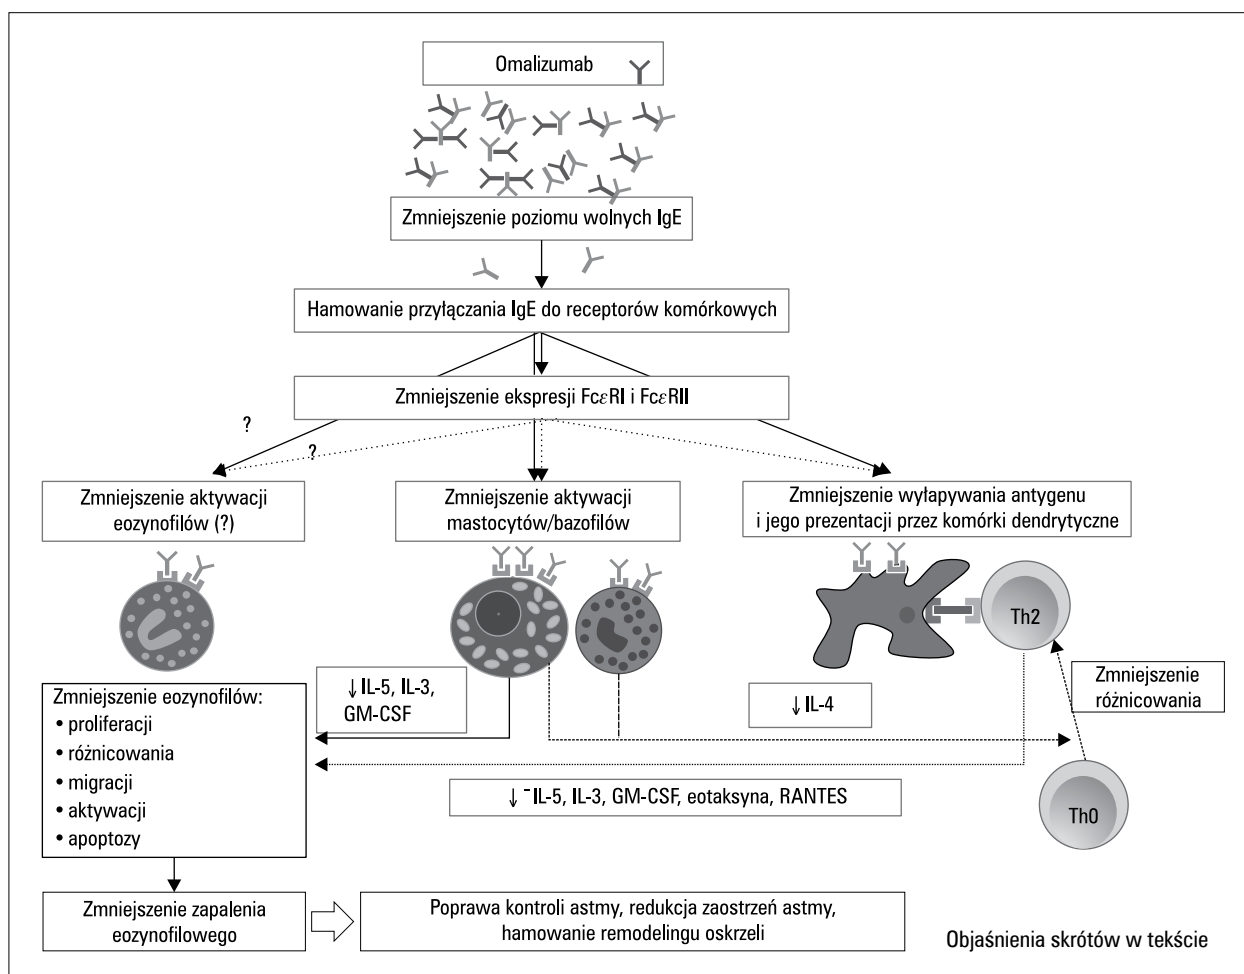 Omalizumab
Zmniejszenie poziomu wolnych IgE
Hamowanie przyłączania IgE do receptorów komórkowych
Zmniejszenie ekspresji FcεRI i FcεRII
?
?
Zmniejszenie aktywacji
eozynofilów (?)
Zmniejszenie aktywacji
mastocytów/bazofilów
Zmniejszenie wyłapywania antygenu
i jego prezentacji przez komórki dendrytyczne
Th2
Zmniejszenie
różnicowania
↓ IL-5, IL-3,
GM-CSF
↓ IL-4
Zmniejszenie eozynofilów:
• proliferacji
• różnicowania
• migracji
• aktywacji
• apoptozy
↓ ¯IL-5, IL-3, GM-CSF, eotaksyna, RANTES
Th0
Zmniejszenie zapalenia
eozynofilowego
Poprawa kontroli astmy, redukcja zaostrzeń astmy,
hamowanie remodelingu oskrzeli
Objaśnienia skrótów w tekście